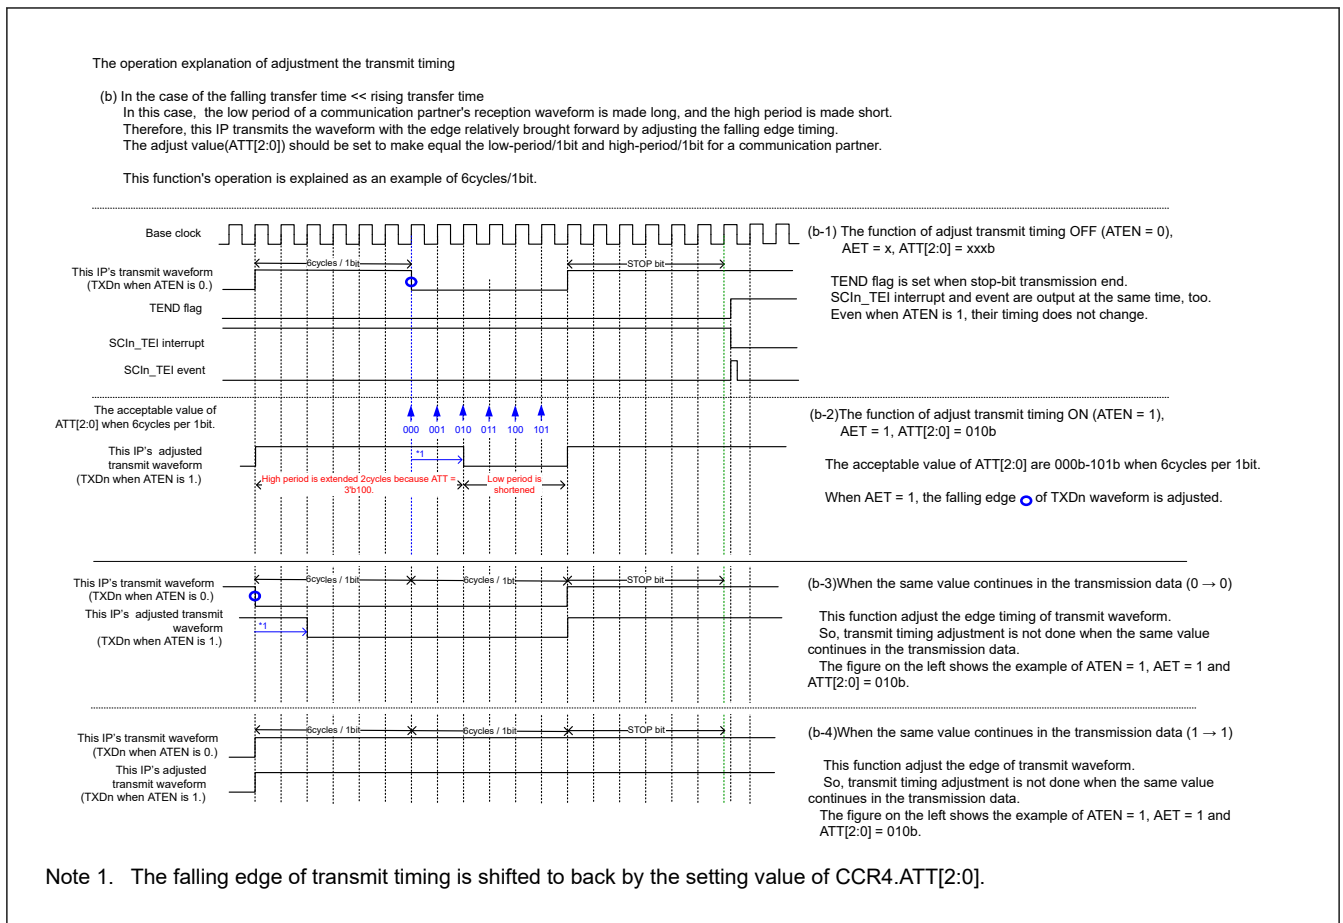 The operation explanation of adjustment the transmit timing
(b) In the case of the falling transfer time << rising transfer time
In this case, the low period of a communication partner's reception waveform is made long, and the high period is made short.
Therefore, this IP transmits the waveform with the edge relatively brought forward by adjusting the falling edge timing.
The adjust value(ATT[2:0]) should be set to make equal the low-period/1bit and high-period/1bit for a communication partner.
This function's operation is explained as an example of 6cycles/1bit.
Base clock
6cycles / 1bit
STOP bit
This IP's transmit waveform
(TXDn when ATEN is 0.)
TEND flag
SCIn_TEI interrupt
SCIn_TEI event
(b-1) The function of adjust transmit timing OFF (ATEN = 0),
AET = x, ATT[2:0] = xxxb
TEND flag is set when stop-bit transmission end.
SCIn_TEI interrupt and event are output at the same time, too.
Even when ATEN is 1, their timing does not change.
The acceptable value of
ATT[2:0] when 6cycles per 1bit.
000 001 010 011 100 101
This IP's adjusted
transmit waveform
(TXDn when ATEN is 1.)
*1
High period is extended 2cycles because ATT =
3'b100.
Low period is
shortened
(b-2)The function of adjust transmit timing ON (ATEN = 1),
AET = 1, ATT[2:0] = 010b
The acceptable value of ATT[2:0] are 000b-101b when 6cycles per 1bit.
When AET = 1, the falling edge of TXDn waveform is adjusted.
This IP's transmit waveform
(TXDn when ATEN is 0.)
6cycles / 1bit
6cycles / 1bt
STOP bit
This IP's adjusted transmit
waveform
(TXDn when ATEN is 1.)
*1
(b-3)When the same value continues in the transmission data (0 → 0)
This function adjust the edge timing of transmit waveform.
So, transmit timing adjustment is not done when the same value
continues in the transmission data.
The figure on the left shows the example of ATEN = 1, AET = 1 and
ATT[2:0] = 010b.
This IP's transmit waveform
(TXDn when ATEN is 0.)
6cycles / 1bit
6cycles / 1bit
STOP bit
This IP's adjusted
transmit waveform
(TXDn when ATEN is 1.)
(b-4)When the same value continues in the transmission data (1 → 1)
This function adjust the edge of transmit waveform.
So, transmit timing adjustment is not done when the same value
continues in the transmission data.
The figure on the left shows the example of ATEN = 1, AET = 1 and
ATT[2:0] = 010b.
Note 1. The falling edge of transmit timing is shifted to back by the setting value of CCR4.ATT[2:0].